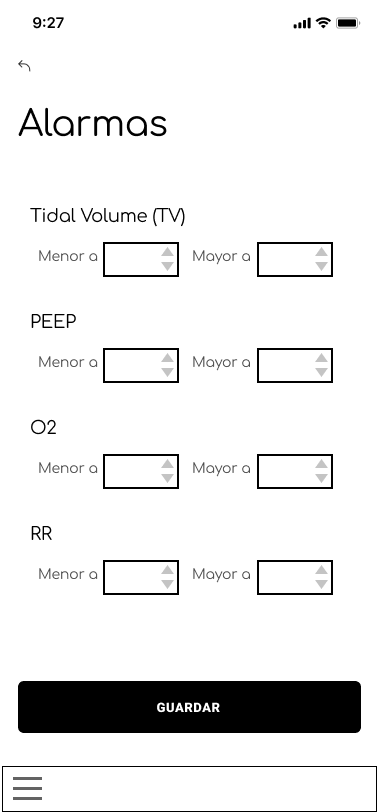 9:27
Alarmas
Tidal Volume (TV)
Menor a Mayor a
PEEP
Menor a Mayor a
O2
Menor a Mayor a
RR
Menor a Mayor a
GUARDAR